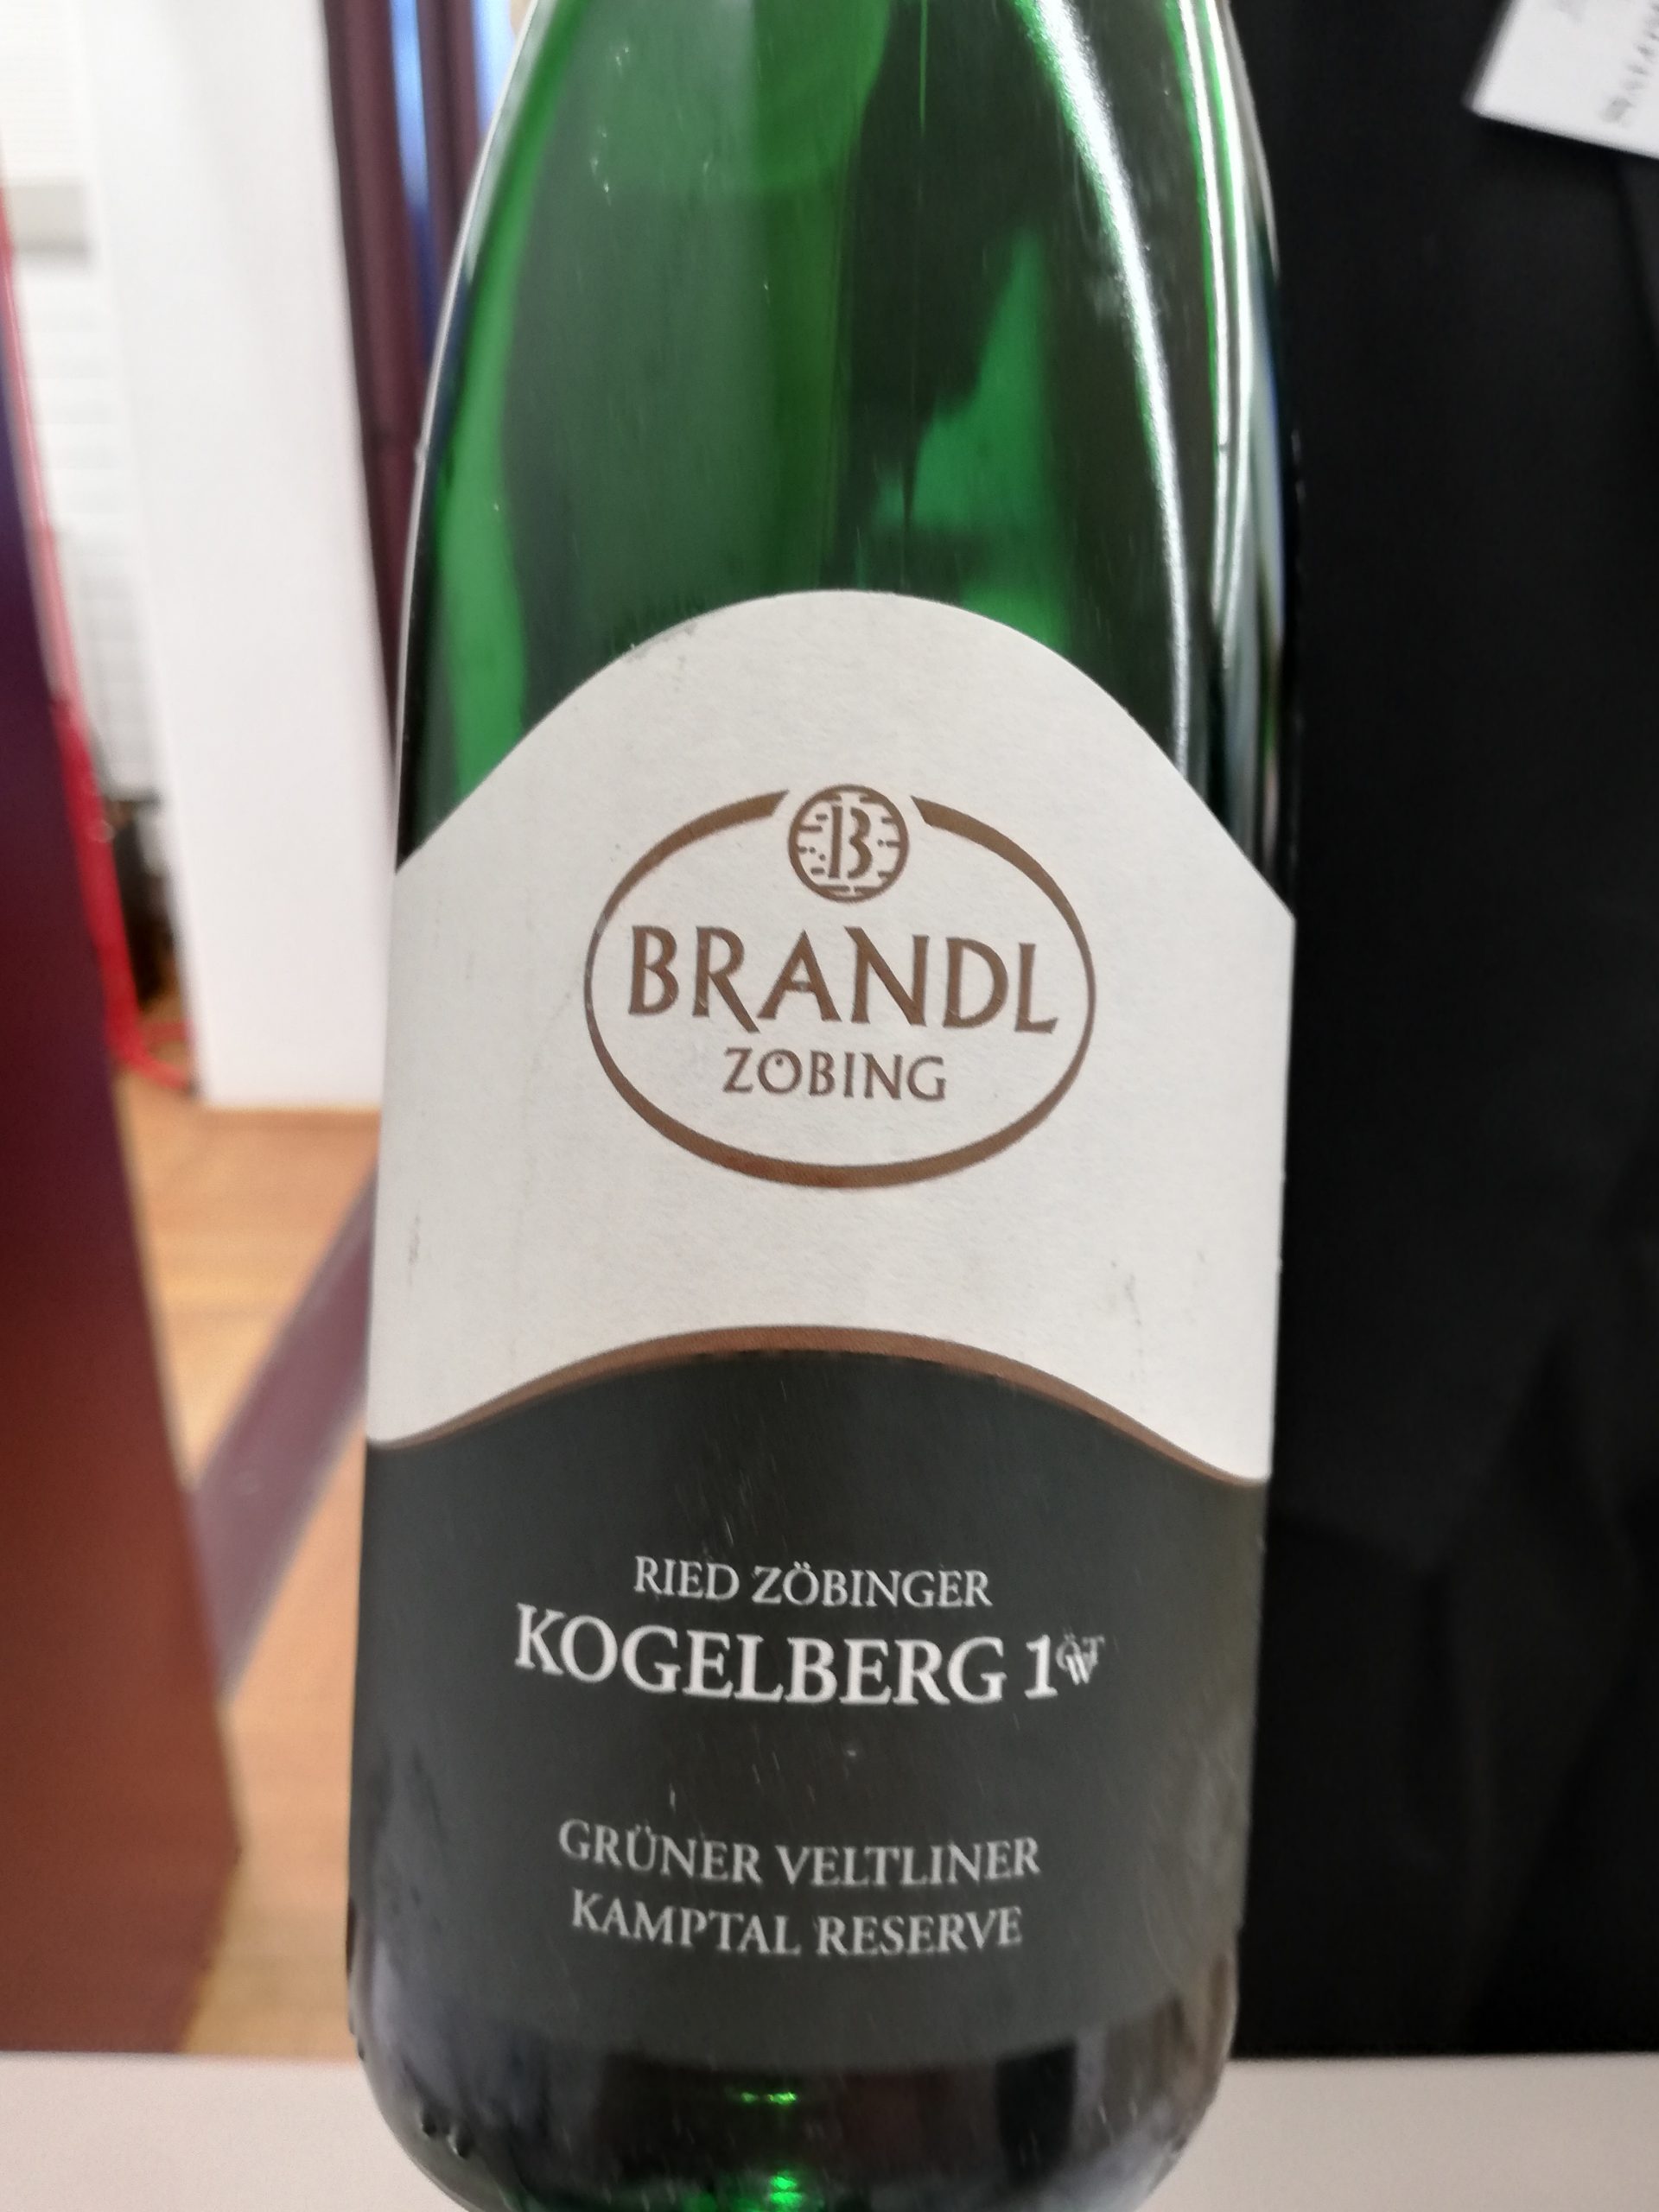 B
BRANDL
ZÖBING
RIED ZÖBINGER
KOGELBERG 1ÖTW
GRÜNER VELTLINER
KAMPTAL RESERVE